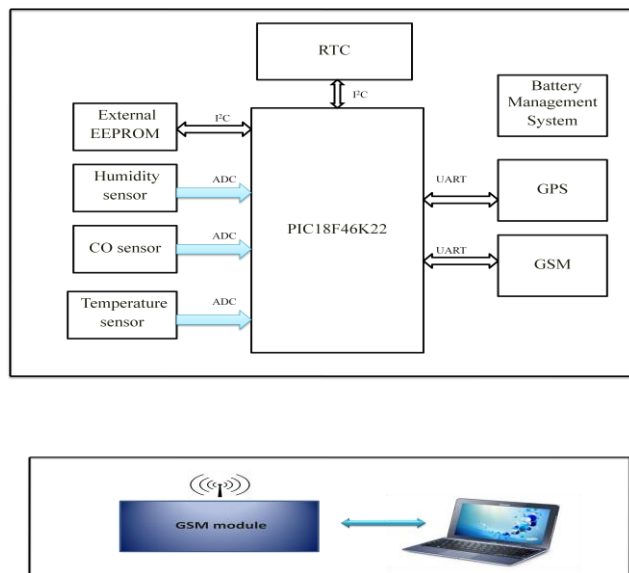 RTC
I²C
Battery
Management
System
External
EEPROM
I²C
Humidity
sensor
ADC
PIC18F46K22
UART
GPS
CO sensor
ADC
UART
GSM
Temperature
sensor
ADC
GSM module